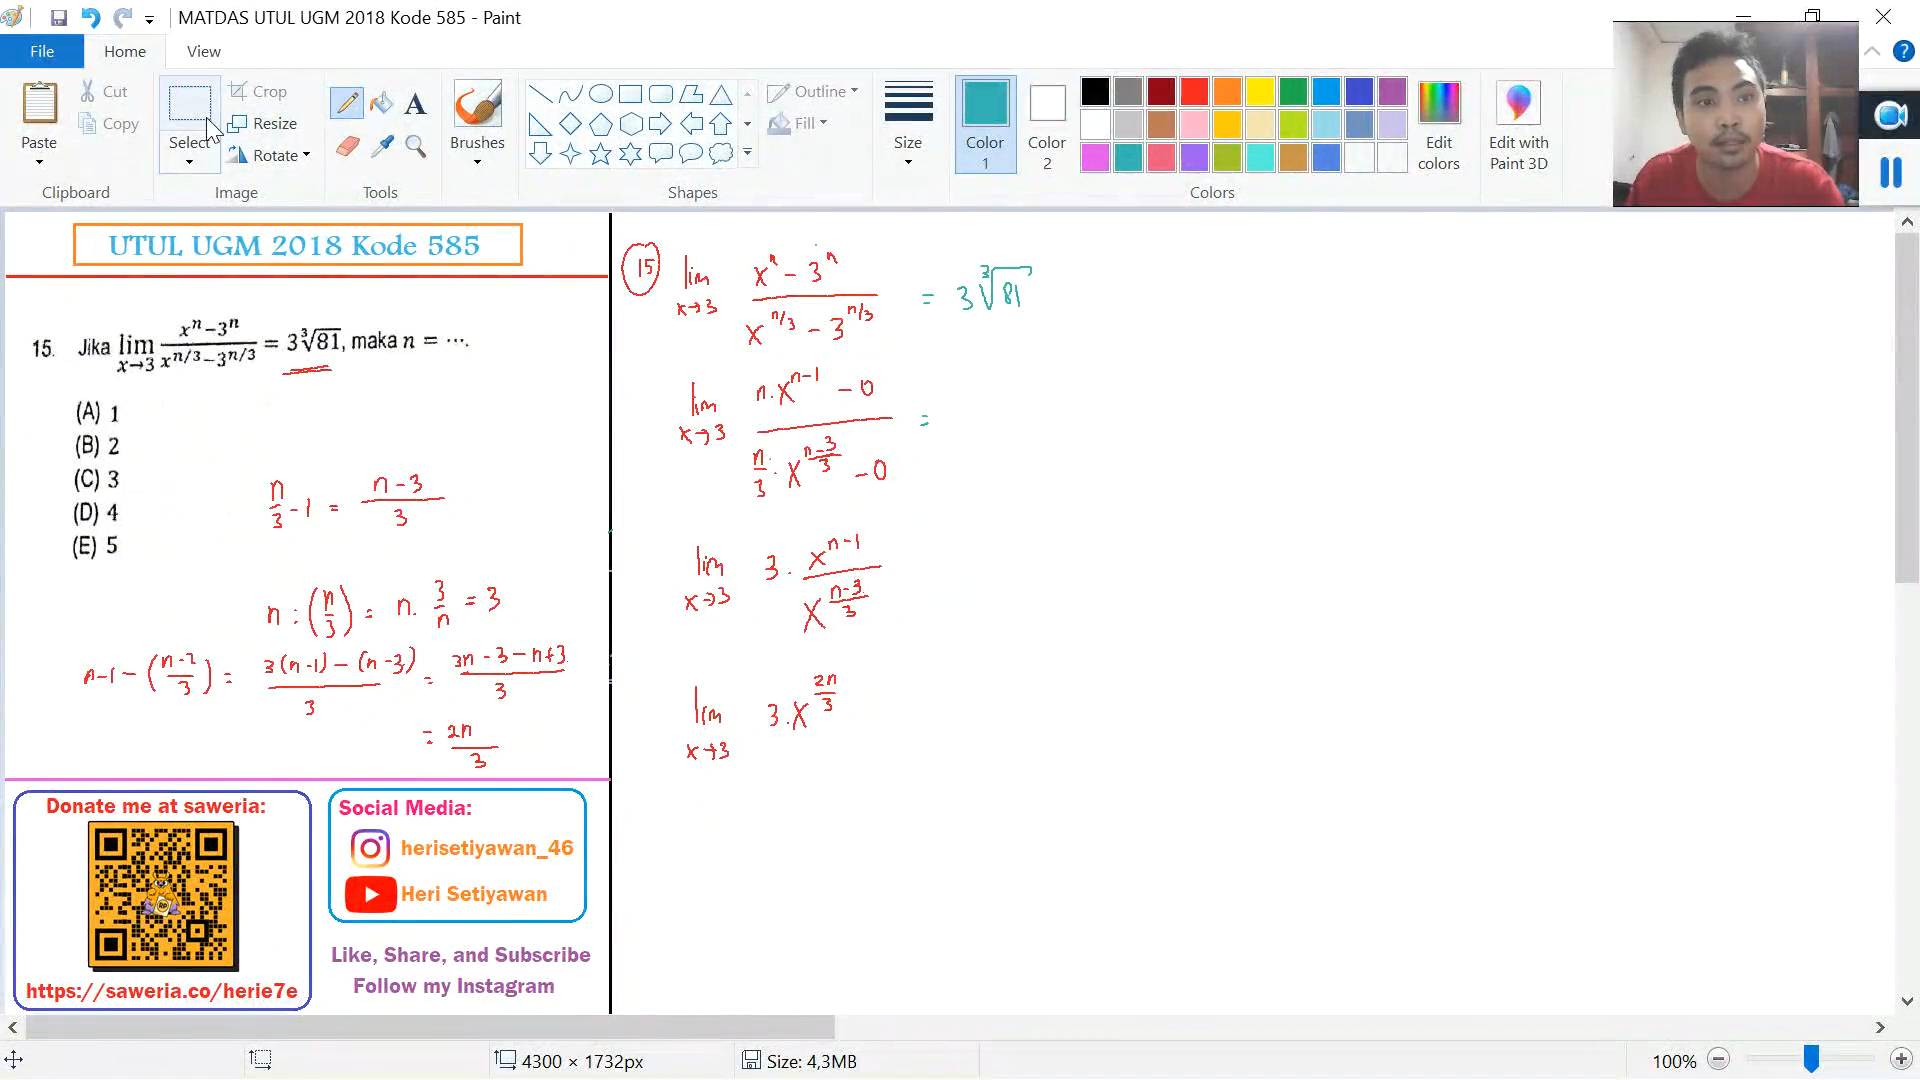 MATDAS UTUL UGM 2018 Kode 585 - Paint
File Home View
Paste Cut Copy Clipboard
Select Crop Resize Rotate Image
Tools
Brushes
Outline Fill Shapes
Size
Color 1 Color 2
Colors
Edit colors
Edit with Paint 3D
UTUL UGM 2018 Kode 585
15. Jika lim x→3 (x^n − 3^n)/(x^{n/3} − 3^{n/3}) = 3∛81, maka n = ⋯.
(A) 1
(B) 2
(C) 3
(D) 4
(E) 5
n/3 - 1 = (n-3)/3
n : (n/3) = n . 3/n = 3
n-1 - (n-3/3) = (3(n-1) - (n-3))/3 = (3n-3-n+3)/3
= 2n/3
Donate me at saweria:
RP
https://saweria.co/herie7e
Social Media:
herisetiyawan_46
Heri Setiyawan
Like, Share, and Subscribe
Follow my Instagram
15 lim x→3 (x^n - 3^n)/(x^{n/3} - 3^{n/3}) = 3∛81
lim x→3 (n.x^{n-1} - 0)/(n/3 . x^{(n-3)/3} - 0) =
lim x→3 3 . x^{n-1}/x^{(n-3)/3}
lim x→3 3.x^{2n/3}
4300 × 1732px
Size: 4,3MB
100%